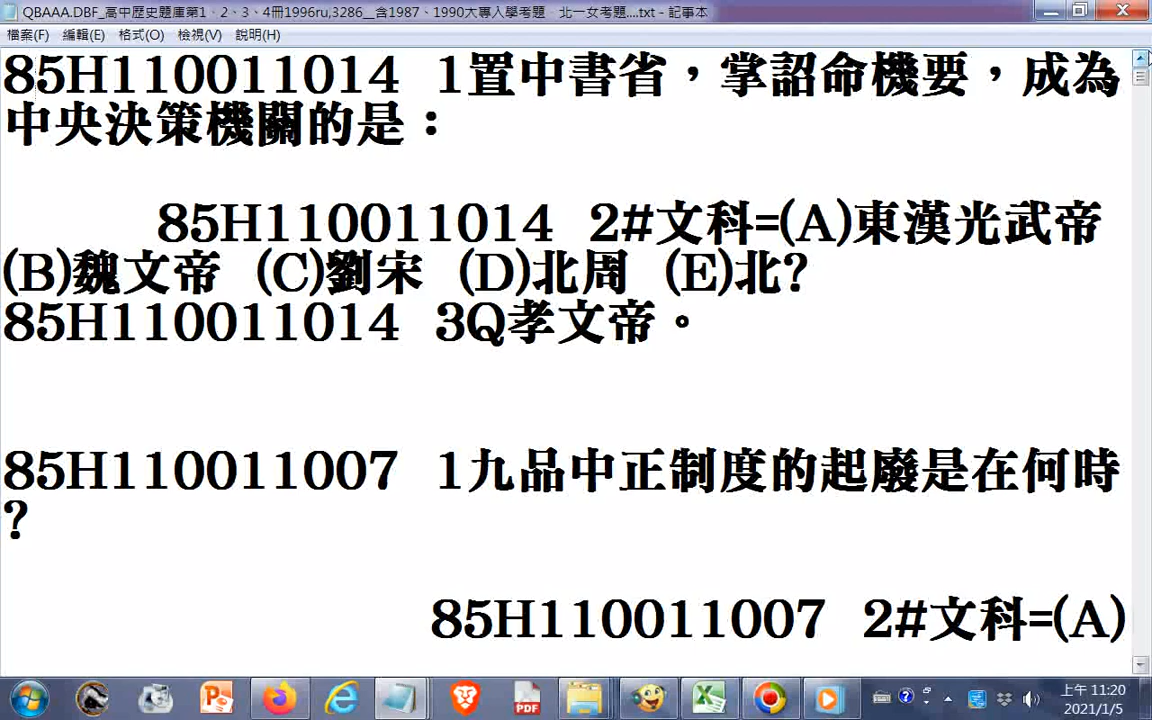 QBAAA.DBF_高中歷史題庫第1、2、3、4冊1996ru,3286__含1987、1990大專入學考題 北一女考題....txt - 記事本
檔案(F) 編輯(E) 格式(O) 檢視(V) 說明(H)
85H110011014 1置中書省，掌詔命機要，成為
中央決策機關的是：
85H110011014 2#文科=(A)東漢光武帝
(B)魏文帝 (C)劉宋 (D)北周 (E)北?
85H110011014 3Q孝文帝。
85H110011007 1九品中正制度的起廢是在何時
?
85H110011007 2#文科=(A)
上午 11:20
2021/1/5